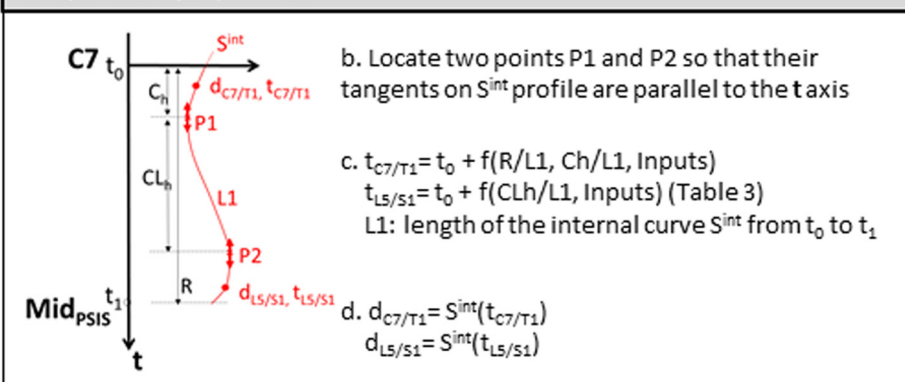 S^int
C7 t₀
b. Locate two points P1 and P2 so that their
C_h
d_C7/T1, t_C7/T1
tangents on S^int profile are parallel to the t axis
P1
c. t_C7/T1= t₀ + f(R/L1, Ch/L1, Inputs)
CL_h
L1
t_L5/S1= t₀ + f(CLh/L1, Inputs) (Table 3)
L1: length of the internal curve S^int from t₀ to t₁
P2
R
d_L5/S1, t_L5/S1
t₁
Mid_PSIS
d. d_C7/T1= S^int(t_C7/T1)
d_L5/S1= S^int(t_L5/S1)
t